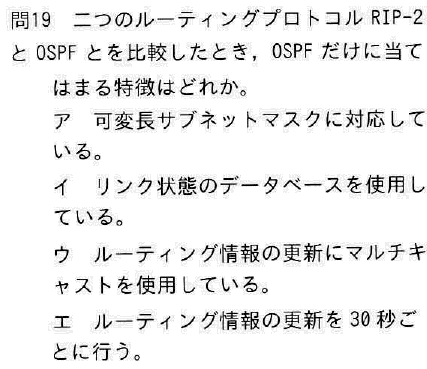 問19 二つのルーティングプロトコル RIP-2
と OSPF とを比較したとき，OSPF だけに当て
はまる特徴はどれか。
ア 可変長サブネットマスクに対応して
いる。
イ リンク状態のデータベースを使用し
ている。
ウ ルーティング情報の更新にマルチキ
ャストを使用している。
エ ルーティング情報の更新を 30 秒ご
とに行う。